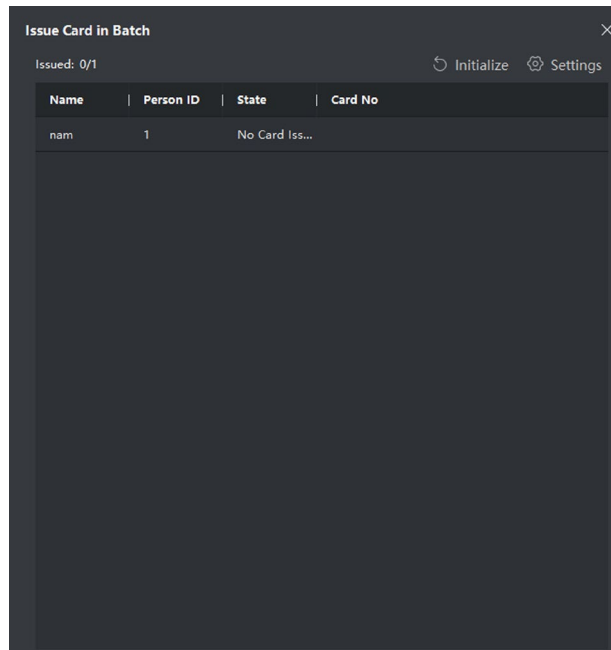 Issue Card in Batch
Issued: 0/1 Initialize Settings
Name | Person ID | State | Card No
nam 1 No Card Iss...